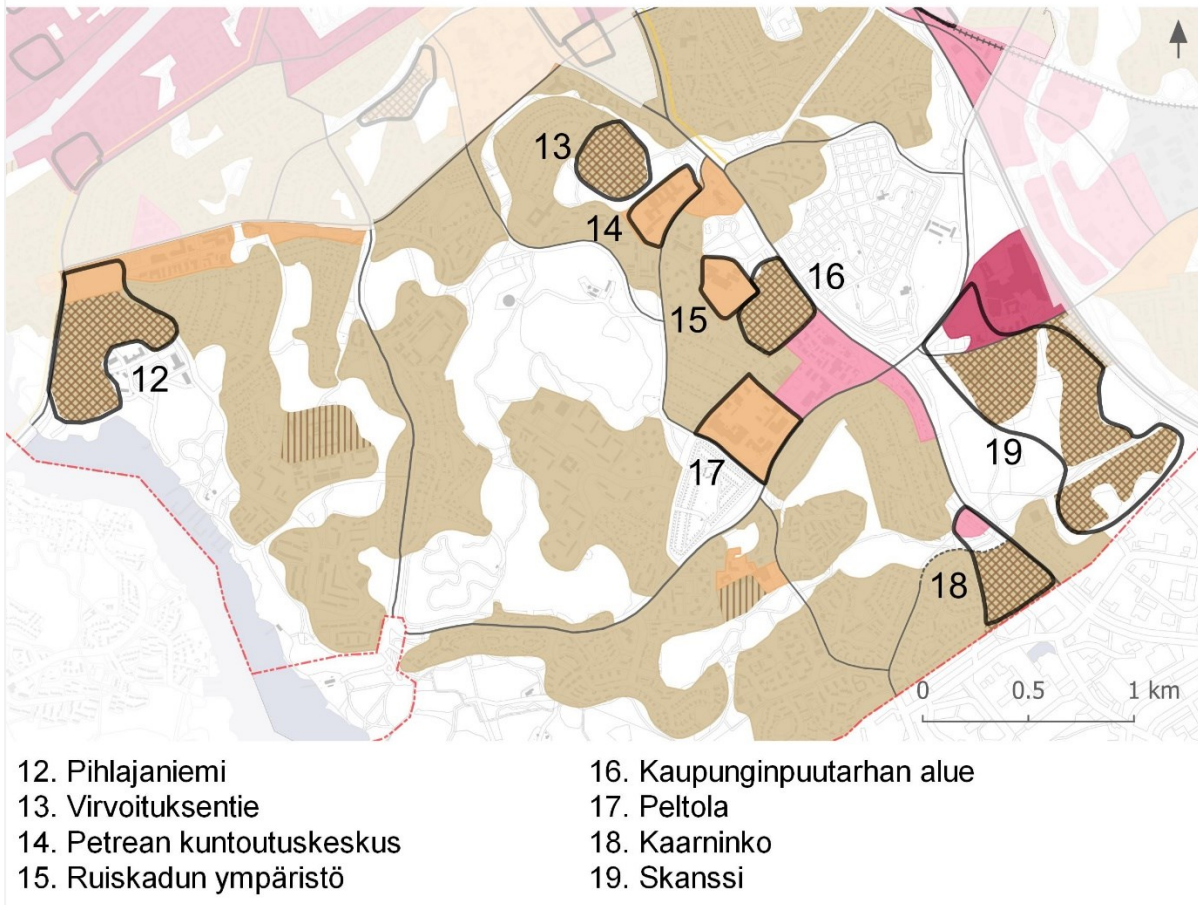 13
14
16
15
12
19
17
18
0 0.5 1 km
12. Pihlajaniemi
13. Virvoituksentie
14. Petrean kuntoutuskeskus
15. Ruiskadun ympäristö
16. Kaupunginpuutarhan alue
17. Peltola
18. Kaarninko
19. Skanssi